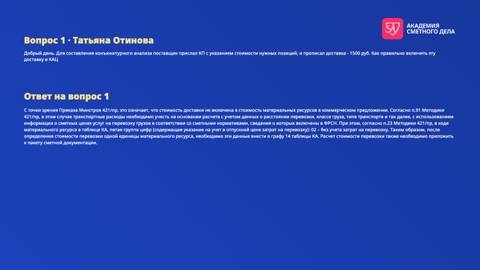 АКАДЕМИЯ
СМЕТНОГО ДЕЛА
Вопрос 1 · Татьяна Отинова
Добрый день. Для составления конъюнктурного анализа поставщик прислал КП с указанием стоимости нужных позиций, и прописал доставка - 1500 руб. Как правильно включить эту
доставку в КАЦ
Ответ на вопрос 1
С точки зрения Приказа Минстроя 421/пр, это означает, что стоимость доставки не включена в стоимость материальных ресурсов в коммерческом предложении. Согласно п.91 Методики
421/пр, в этом случае транспортные расходы необходимо учесть на основании расчета с учетом данных о расстоянии перевозки, классе груза, типе транспорта и так далее, с использованием
информации о сметных ценах услуг на перевозку грузов в соответствии со сметными нормативами, сведения о которых включены в ФРСН. При этом, согласно п.23 Методики 421/пр, в коде
материального ресурса в таблице КА, пятая группа цифр (содержащая указание на учет в отпускной цене затрат на перевозку): 02 – без учета затрат на перевозку. Таким образом, после
определения стоимости перевозки одной единицы материального ресурса, необходимо эти данные внести в графу 14 таблицы КА. Расчет стоимости перевозки также необходимо приложить
к пакету сметной документации.